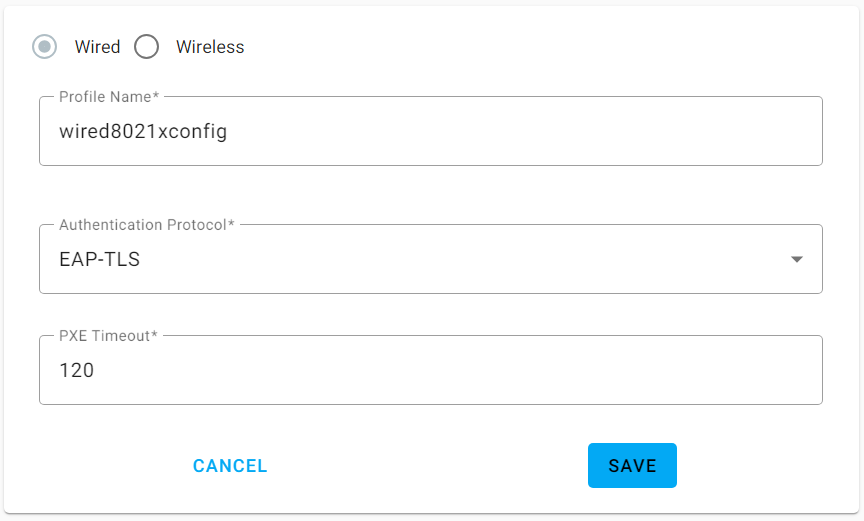 Wired Wireless
Profile Name*
wired8021xconfig
Authentication Protocol*
EAP-TLS
PXE Timeout*
120
CANCEL SAVE